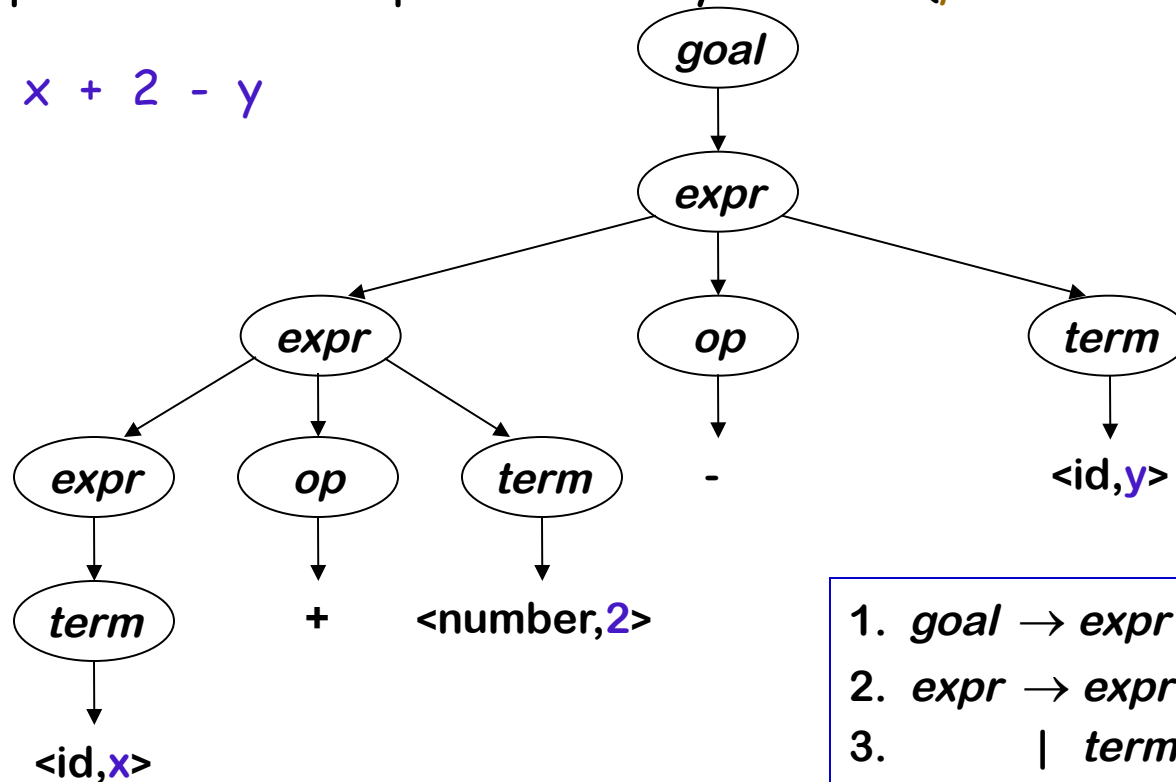 goal
x + 2 - y
expr
expr op term
expr op term - <id,y>
term + <number,2>
<id,x>
1. goal → expr
2. expr → expr
3. | term